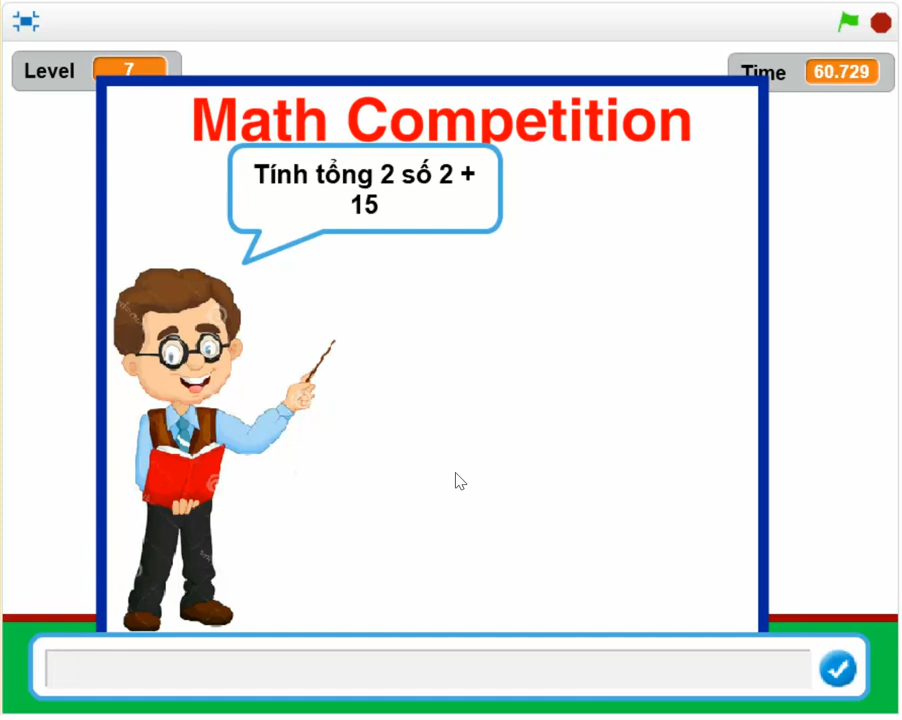 Level 7
Time 60.729
Math Competition
Tính tổng 2 số 2 +
15